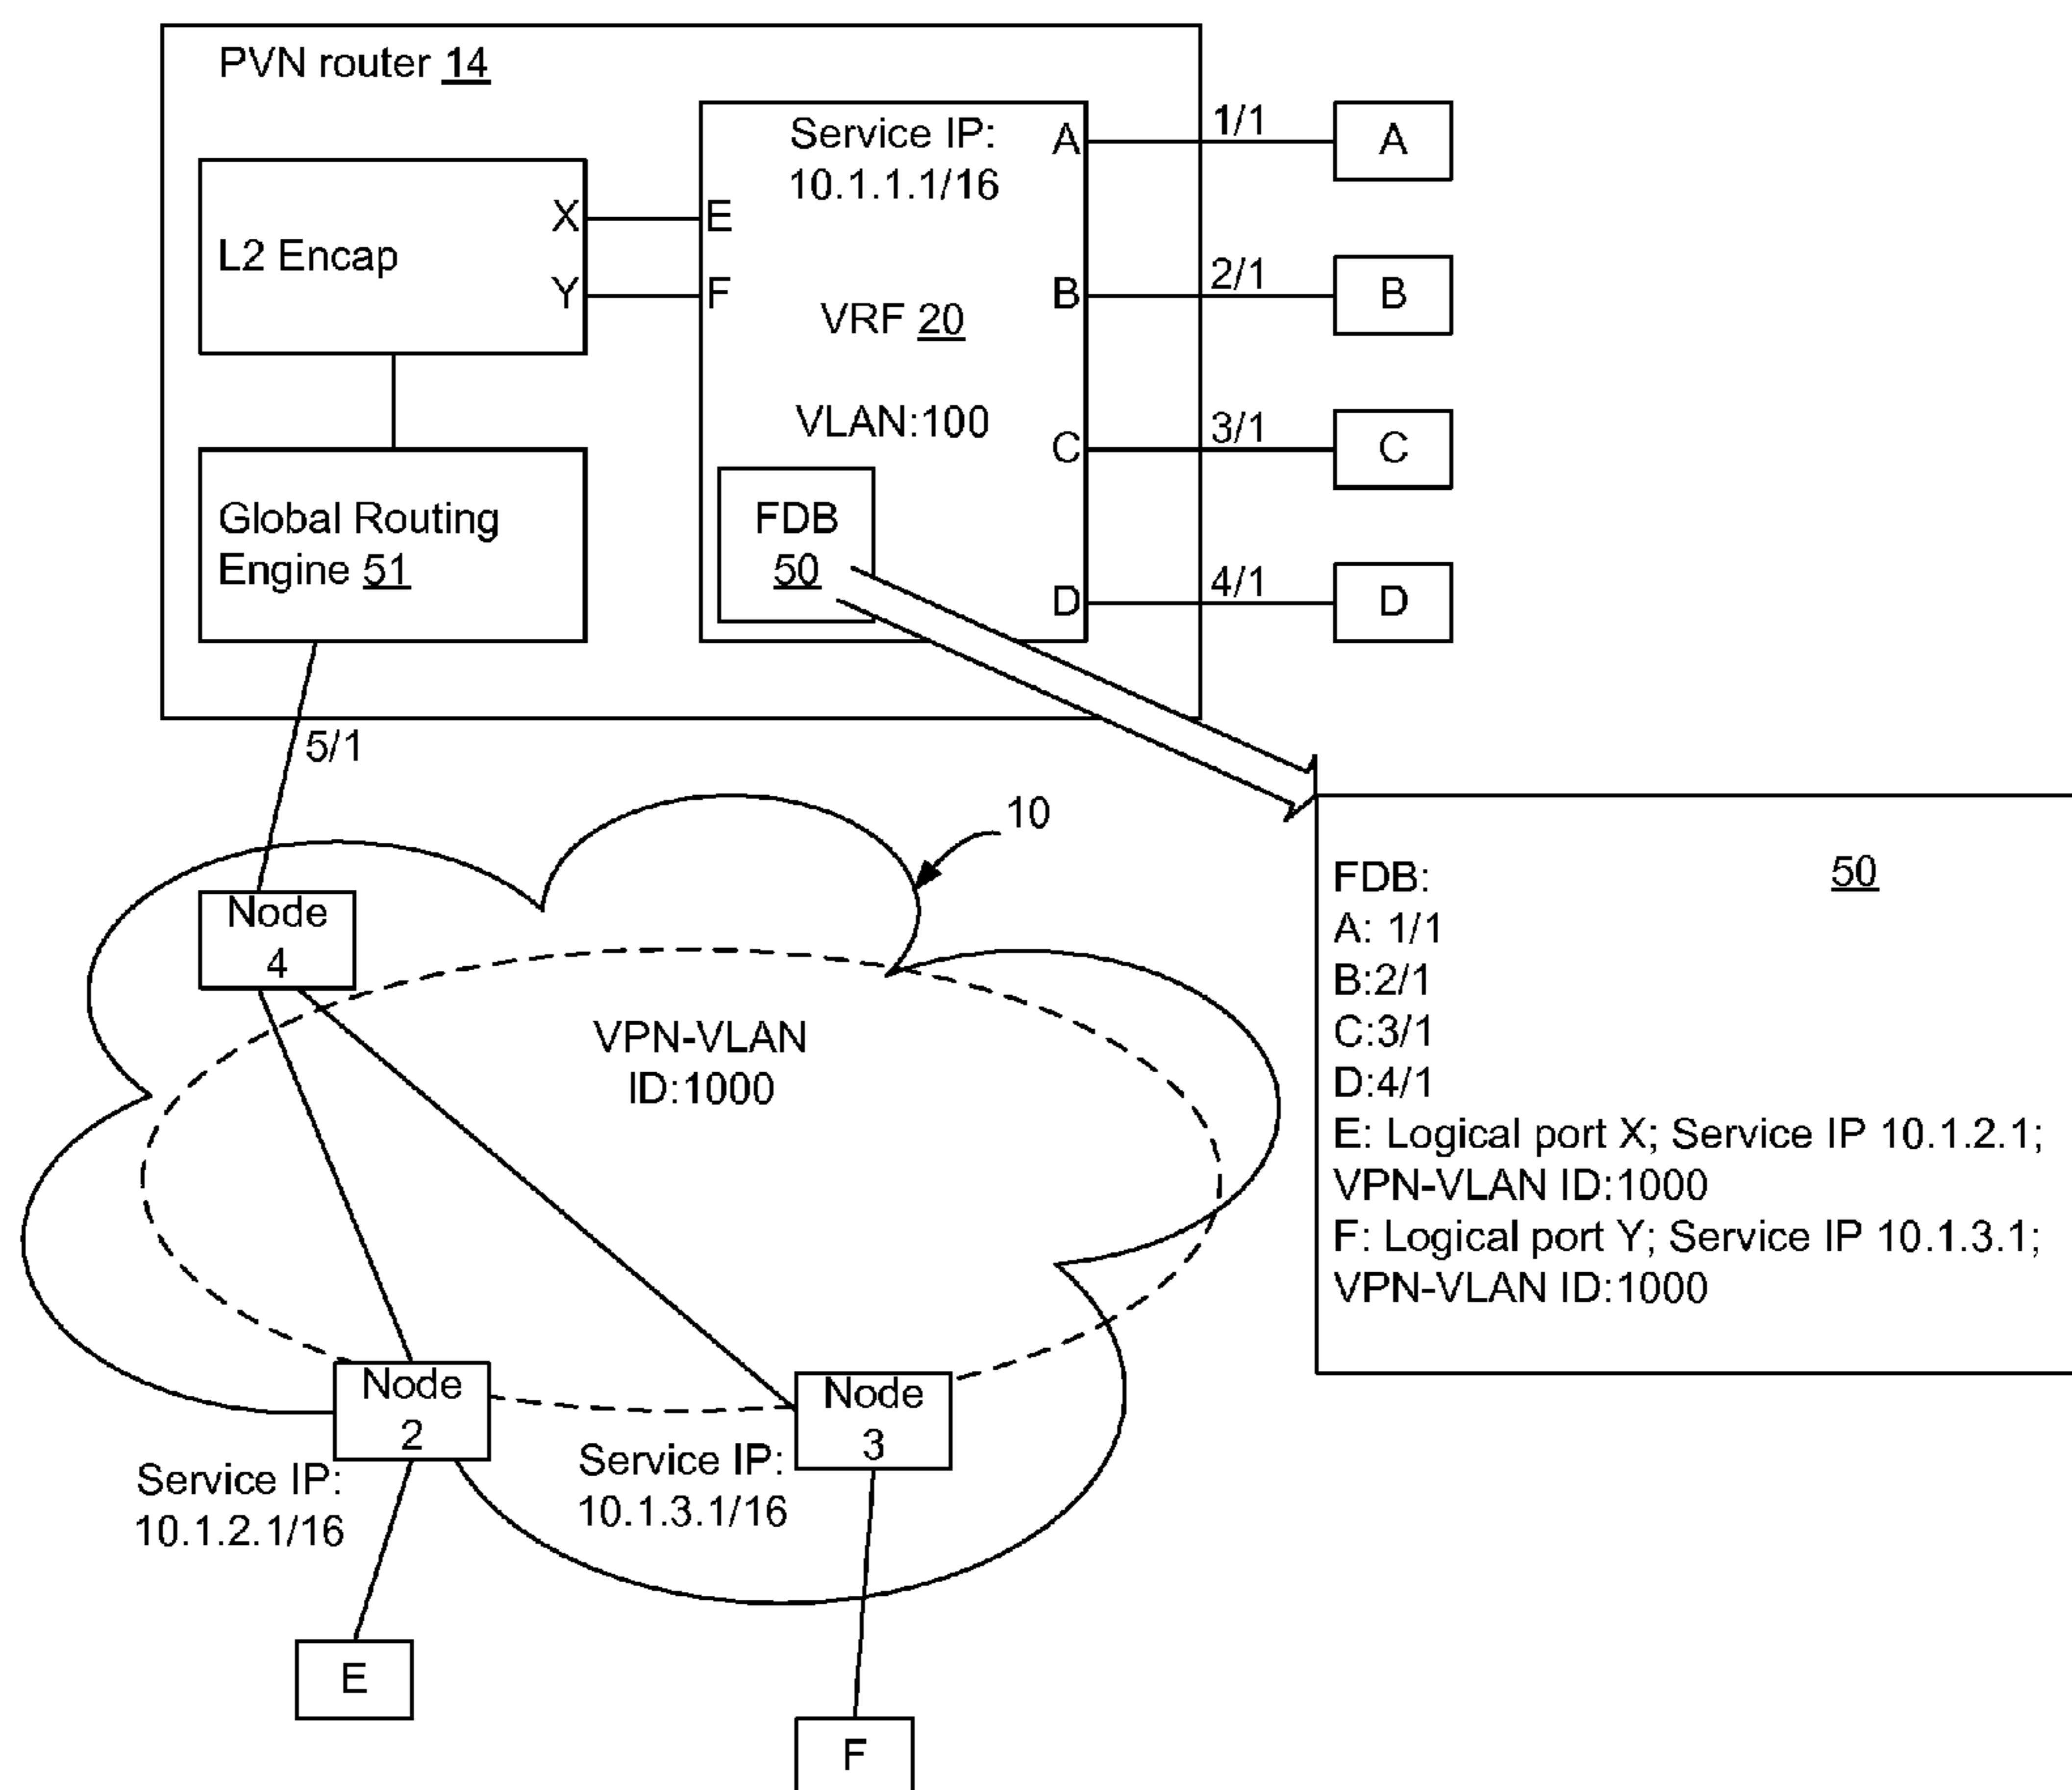 PVN router 14
L2 Encap
X
Y
Global Routing
Engine 51
Service IP:
10.1.1.1/16
E
F
VRF 20
VLAN:100
FDB
50
A
B
C
D
1/1
2/1
3/1
4/1
A
B
C
D
5/1
10
Node
4
VPN-VLAN
ID:1000
Node
2
Service IP:
10.1.2.1/16
Node
3
Service IP:
10.1.3.1/16
E
F
50
FDB:
A: 1/1
B:2/1
C:3/1
D:4/1
E: Logical port X; Service IP 10.1.2.1;
VPN-VLAN ID:1000
F: Logical port Y; Service IP 10.1.3.1;
VPN-VLAN ID:1000